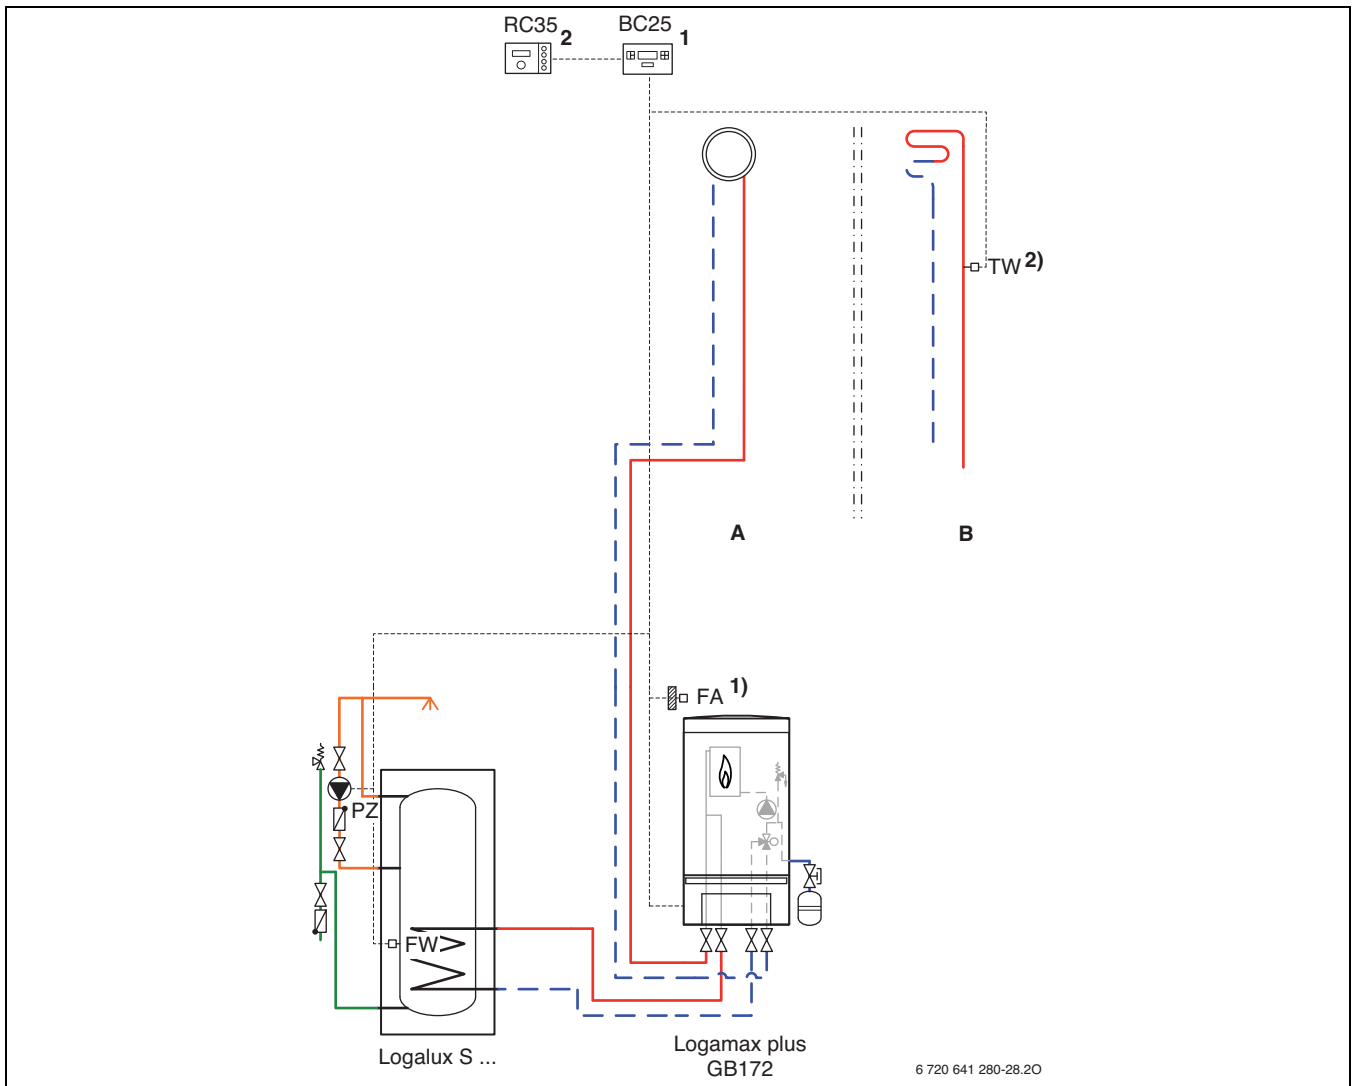 RC35 2
BC25 1
TW 2)
A
B
FA 1)
PZ
FW
Logalux S ...
Logamax plus
GB172
6 720 641 280-28.2O